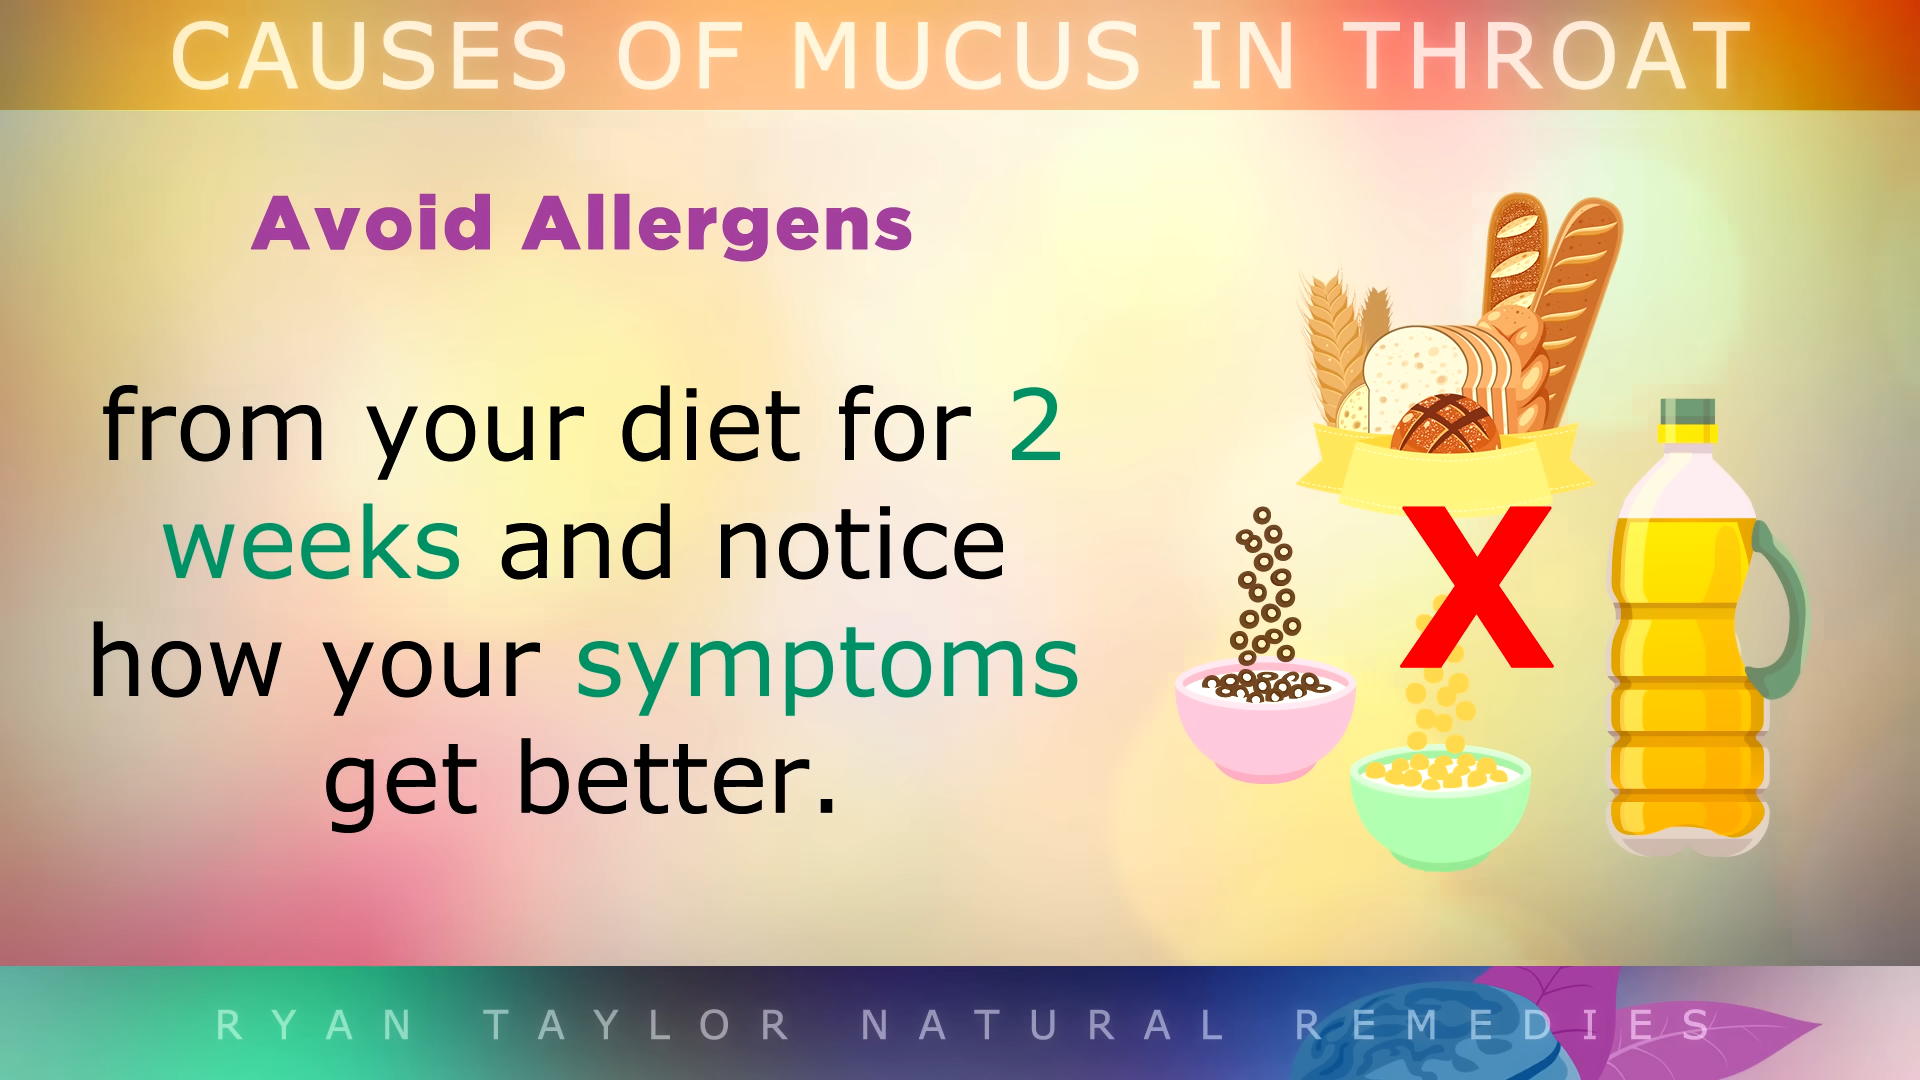 CAUSES OF MUCUS IN THROAT
Avoid Allergens
from your diet for 2
weeks and notice
how your symptoms
get better.
X
RYAN TAYLOR NATURAL REMEDIES